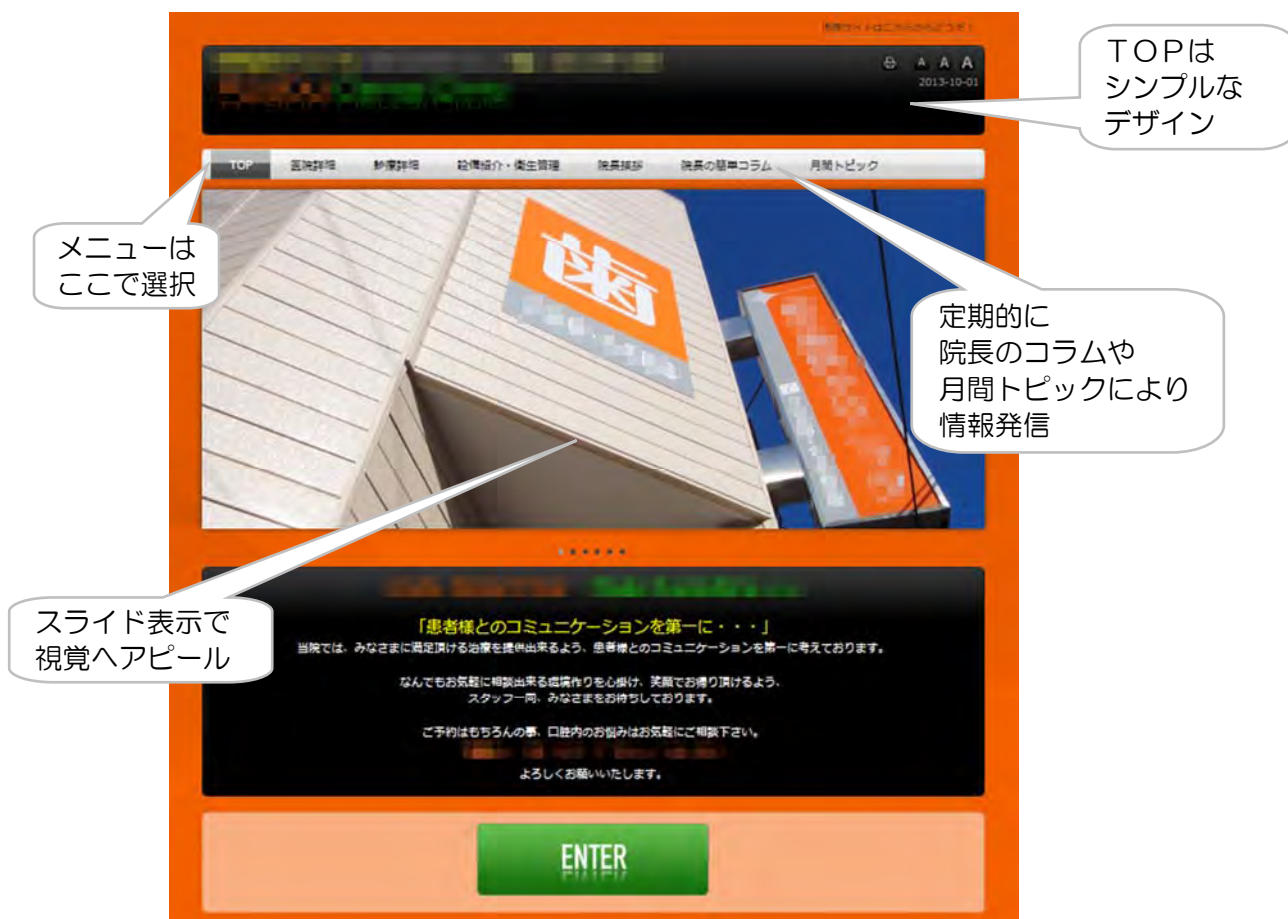 TOPは
シンプルな
デザイン
A A A
2013-10-01
TOP 医院詳細 診療詳細 設備紹介・衛生管理 院長挨拶 院長の簡単コラム 月間トピック
メニューは
ここで選択
歯
定期的に
院長のコラムや
月間トピックにより
情報発信
スライド表示で
視覚へアピール
「患者様とのコミュニケーションを第一に・・・」
当院では、みなさまに満足頂ける治療を提供出来るよう、患者様とのコミュニケーションを第一に考えております。
なんでもお気軽に相談出来る環境作りを心掛け、笑顔でお帰り頂けるよう、
スタッフ一同、みなさまをお待ちしております。
ご予約はもちろんの事、口腔内のお悩みはお気軽にご相談下さい。
よろしくお願いいたします。
ENTER